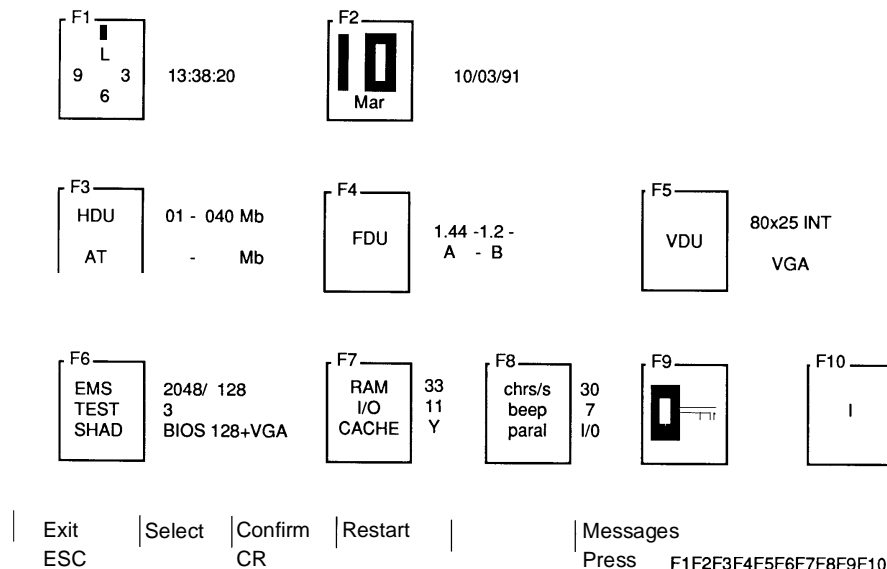 F1
L
9 3
6
13:38:20
F2
10
Mar
10/03/91
F3
HDU 01 - 040 Mb
AT - Mb
F4
FDU
1.44 -1.2 -
A - B
F5
VDU
80x25 INT
VGA
F6
EMS 2048/ 128
TEST 3
SHAD BIOS 128+VGA
F7
RAM 33
I/O 11
CACHE Y
F8
chrs/s 30
beep 7
paral I/0
F9
F10
I
Exit Select Confirm Restart Messages
ESC CR Press F1F2F3F4F5F6F7F8F9F10